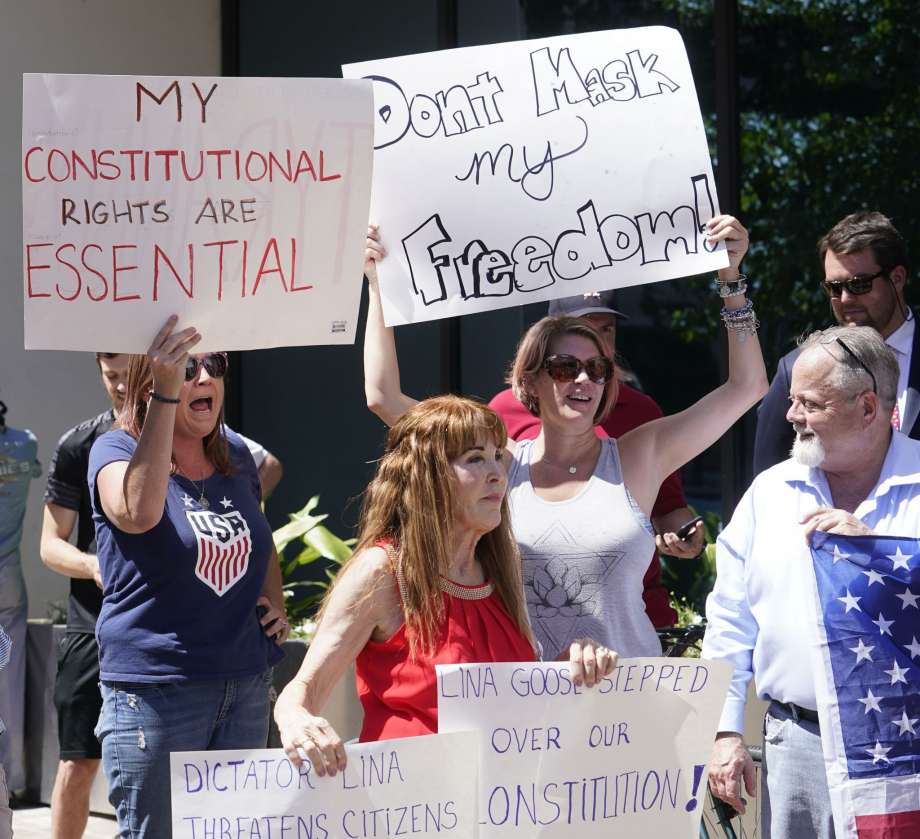 MY
CONSTITUTIONAL
RIGHTS ARE
ESSENTIAL
Dont Mask
my
Freedom!
USA
LINA GOOSE STEPPED
OVER OUR
CONSTITUTION!
DICTATOR LINA
THREATENS CITIZENS